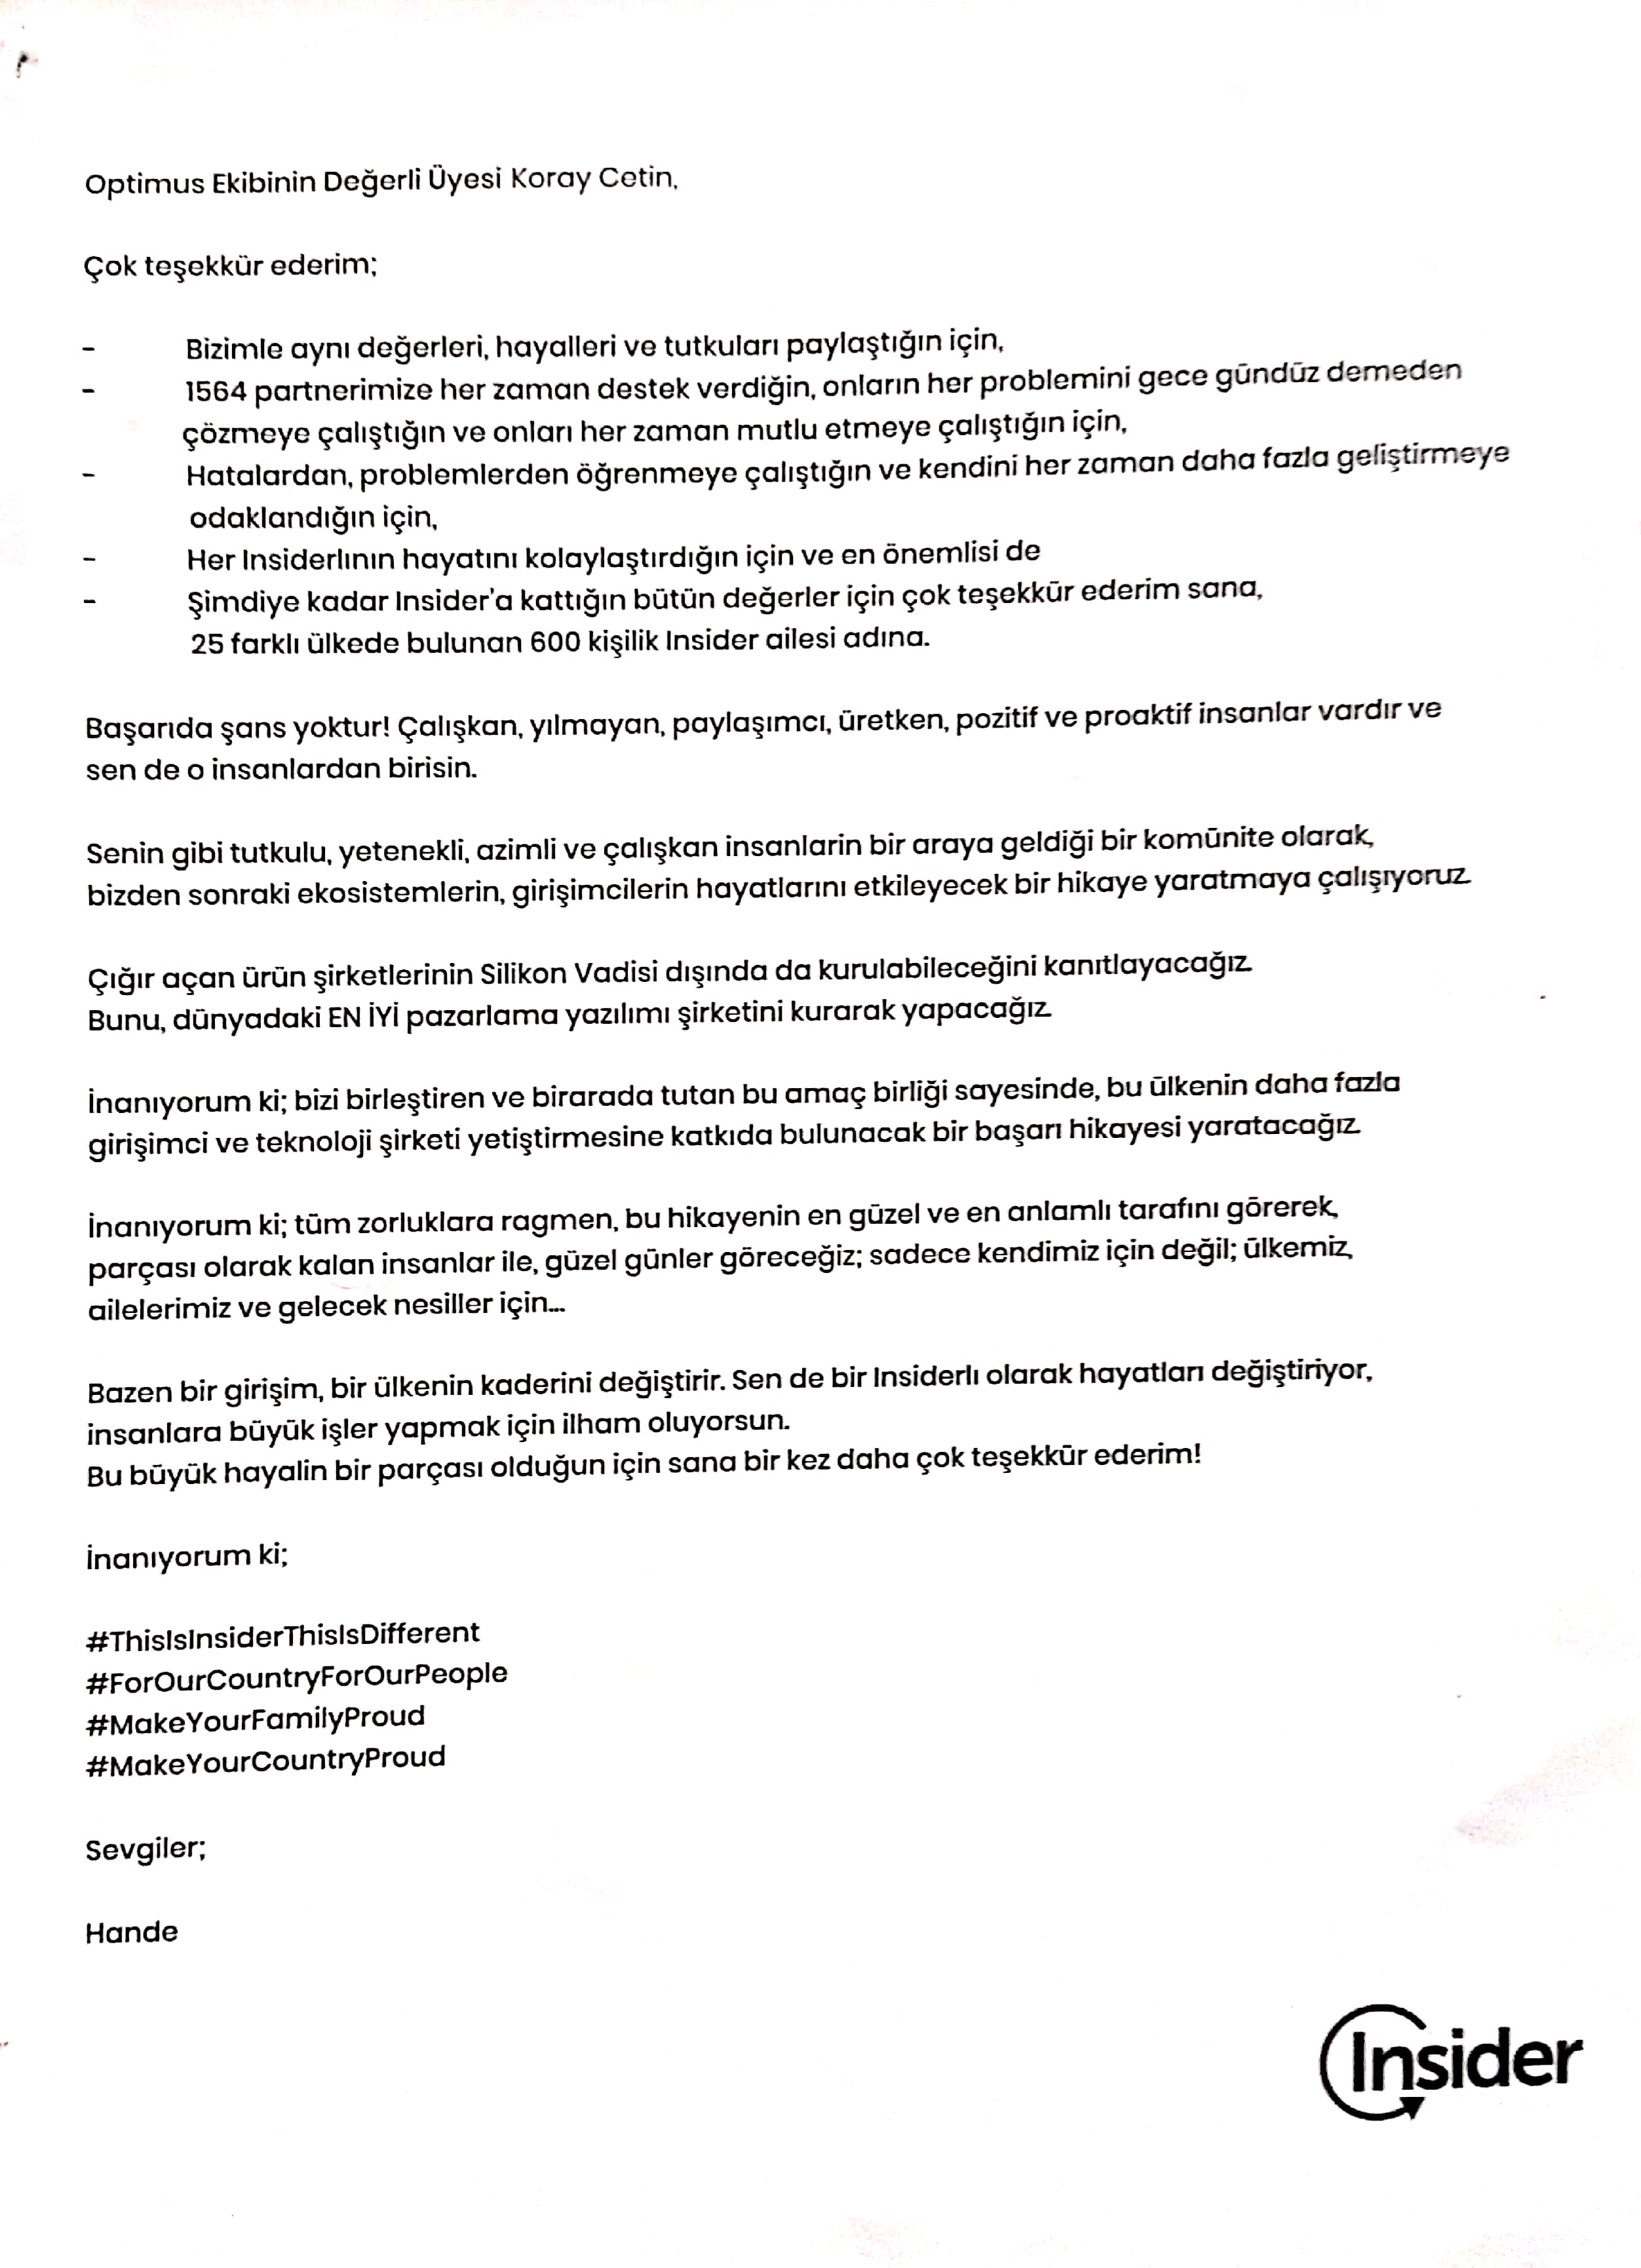 Optimus Ekibinin Değerli Üyesi Koray Cetin,
Çok teşekkür ederim;
- Bizimle aynı değerleri, hayalleri ve tutkuları paylaştığın için,
- 1564 partnerimize her zaman destek verdiğin, onların her problemini gece gündüz demeden
çözmeye çalıştığın ve onları her zaman mutlu etmeye çalıştığın için,
- Hatalardan, problemlerden öğrenmeye çalıştığın ve kendini her zaman daha fazla geliştirmeye
odaklandığın için,
- Her Insiderlının hayatını kolaylaştırdığın için ve en önemlisi de
- Şimdiye kadar Insider'a kattığın bütün değerler için çok teşekkür ederim sana,
25 farklı ülkede bulunan 600 kişilik Insider ailesi adına.
Başarıda şans yoktur! Çalışkan, yılmayan, paylaşımcı, üretken, pozitif ve proaktif insanlar vardır ve
sen de o insanlardan birisin.
Senin gibi tutkulu, yetenekli, azimli ve çalışkan insanlarin bir araya geldiği bir komünite olarak,
bizden sonraki ekosistemlerin, girişimcilerin hayatlarını etkileyecek bir hikaye yaratmaya çalışıyoruz.
Çığır açan ürün şirketlerinin Silikon Vadisi dışında da kurulabileceğini kanıtlayacağız.
Bunu, dünyadaki EN İYİ pazarlama yazılımı şirketini kurarak yapacağız.
İnanıyorum ki; bizi birleştiren ve birarada tutan bu amaç birliği sayesinde, bu ülkenin daha fazla
girişimci ve teknoloji şirketi yetiştirmesine katkıda bulunacak bir başarı hikayesi yaratacağız.
İnanıyorum ki; tüm zorluklara ragmen, bu hikayenin en güzel ve en anlamlı tarafını görerek,
parçası olarak kalan insanlar ile, güzel günler göreceğiz; sadece kendimiz için değil; ülkemiz,
ailelerimiz ve gelecek nesiller için...
Bazen bir girişim, bir ülkenin kaderini değiştirir. Sen de bir Insiderlı olarak hayatları değiştiriyor,
insanlara büyük işler yapmak için ilham oluyorsun.
Bu büyük hayalin bir parçası olduğun için sana bir kez daha çok teşekkür ederim!
İnanıyorum ki;
#ThisIsInsiderThisIsDifferent
#ForOurCountryForOurPeople
#MakeYourFamilyProud
#MakeYourCountryProud
Sevgiler;
Hande
Insider